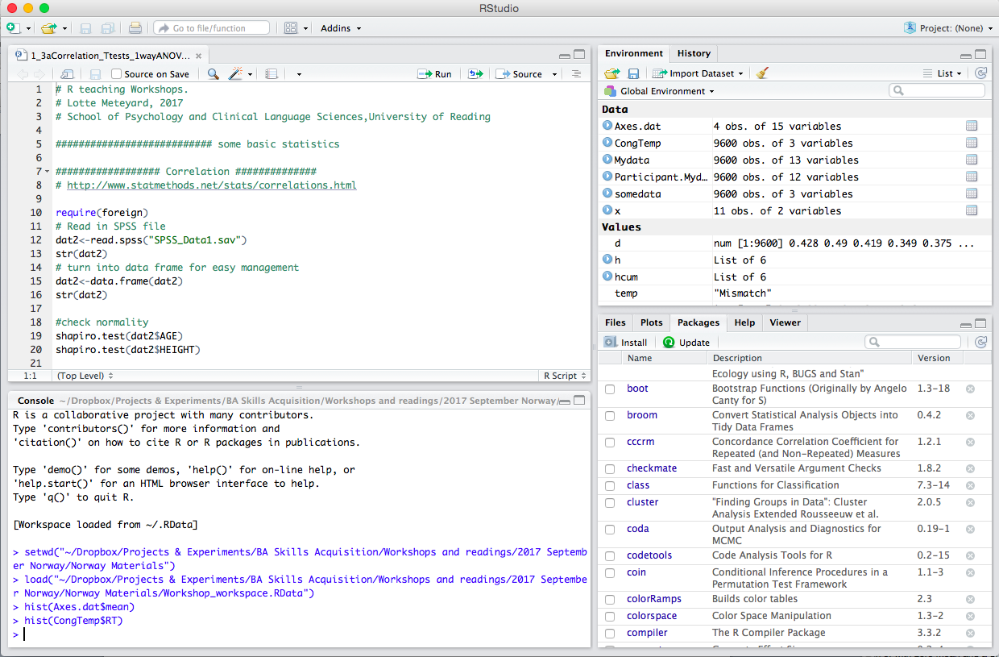 RStudio
Go to file/function
Addins
Project: (None)
1_3aCorrelation_Ttests_1wayANOV...
Source on Save
Run
Source
1 # R teaching Workshops.
2 # Lotte Meteyard, 2017
3 # School of Psychology and Clinical Language Sciences,University of Reading
4
5 ########################### some basic statistics
6
7 ################## Correlation ##############
8 # http://www.statmethods.net/stats/correlations.html
9
10 require(foreign)
11 # Read in SPSS file
12 dat2<-read.spss("SPSS_Data1.sav")
13 str(dat2)
14 # turn into data frame for easy management
15 dat2<-data.frame(dat2)
16 str(dat2)
17
18 #check normality
19 shapiro.test(dat2$AGE)
20 shapiro.test(dat2$HEIGHT)
21
1:1 (Top Level) R Script
Console ~/Dropbox/Projects & Experiments/BA Skills Acquisition/Workshops and readings/2017 September Norway/
R is a collaborative project with many contributors.
Type 'contributors()' for more information and
'citation()' on how to cite R or R packages in publications.
Type 'demo()' for some demos, 'help()' for on-line help, or
'help.start()' for an HTML browser interface to help.
Type 'q()' to quit R.
[Workspace loaded from ~/.RData]
> setwd("~/Dropbox/Projects & Experiments/BA Skills Acquisition/Workshops and readings/2017 Septemb
er Norway/Norway Materials")
> load("~/Dropbox/Projects & Experiments/BA Skills Acquisition/Workshops and readings/2017 Septembe
r Norway/Norway Materials/Workshop_workspace.RData")
> hist(Axes.dat$mean)
> hist(CongTemp$RT)
>
Environment History
Import Dataset List
Global Environment
Data
Axes.dat 4 obs. of 15 variables
CongTemp 9600 obs. of 3 variables
Mydata 9600 obs. of 13 variables
Participant.Myd... 9600 obs. of 12 variables
somedata 9600 obs. of 3 variables
x 11 obs. of 2 variables
Values
d num [1:9600] 0.428 0.49 0.419 0.349 0.375 ...
h List of 6
hcum List of 6
temp "Mismatch"
Files Plots Packages Help Viewer
Install Update
Name Description Version
Ecology using R, BUGS and Stan"
boot Bootstrap Functions (Originally by Angelo 1.3-18
Canty for S)
broom Convert Statistical Analysis Objects into 0.4.2
Tidy Data Frames
cccrm Concordance Correlation Coefficient for 1.2.1
Repeated (and Non-Repeated) Measures
checkmate Fast and Versatile Argument Checks 1.8.2
class Functions for Classification 7.3-14
cluster "Finding Groups in Data": Cluster 2.0.5
Analysis Extended Rousseeuw et al.
coda Output Analysis and Diagnostics for 0.19-1
MCMC
codetools Code Analysis Tools for R 0.2-15
coin Conditional Inference Procedures in a 1.1-3
Permutation Test Framework
colorRamps Builds color tables 2.3
colorspace Color Space Manipulation 1.3-2
compiler The R Compiler Package 3.3.2